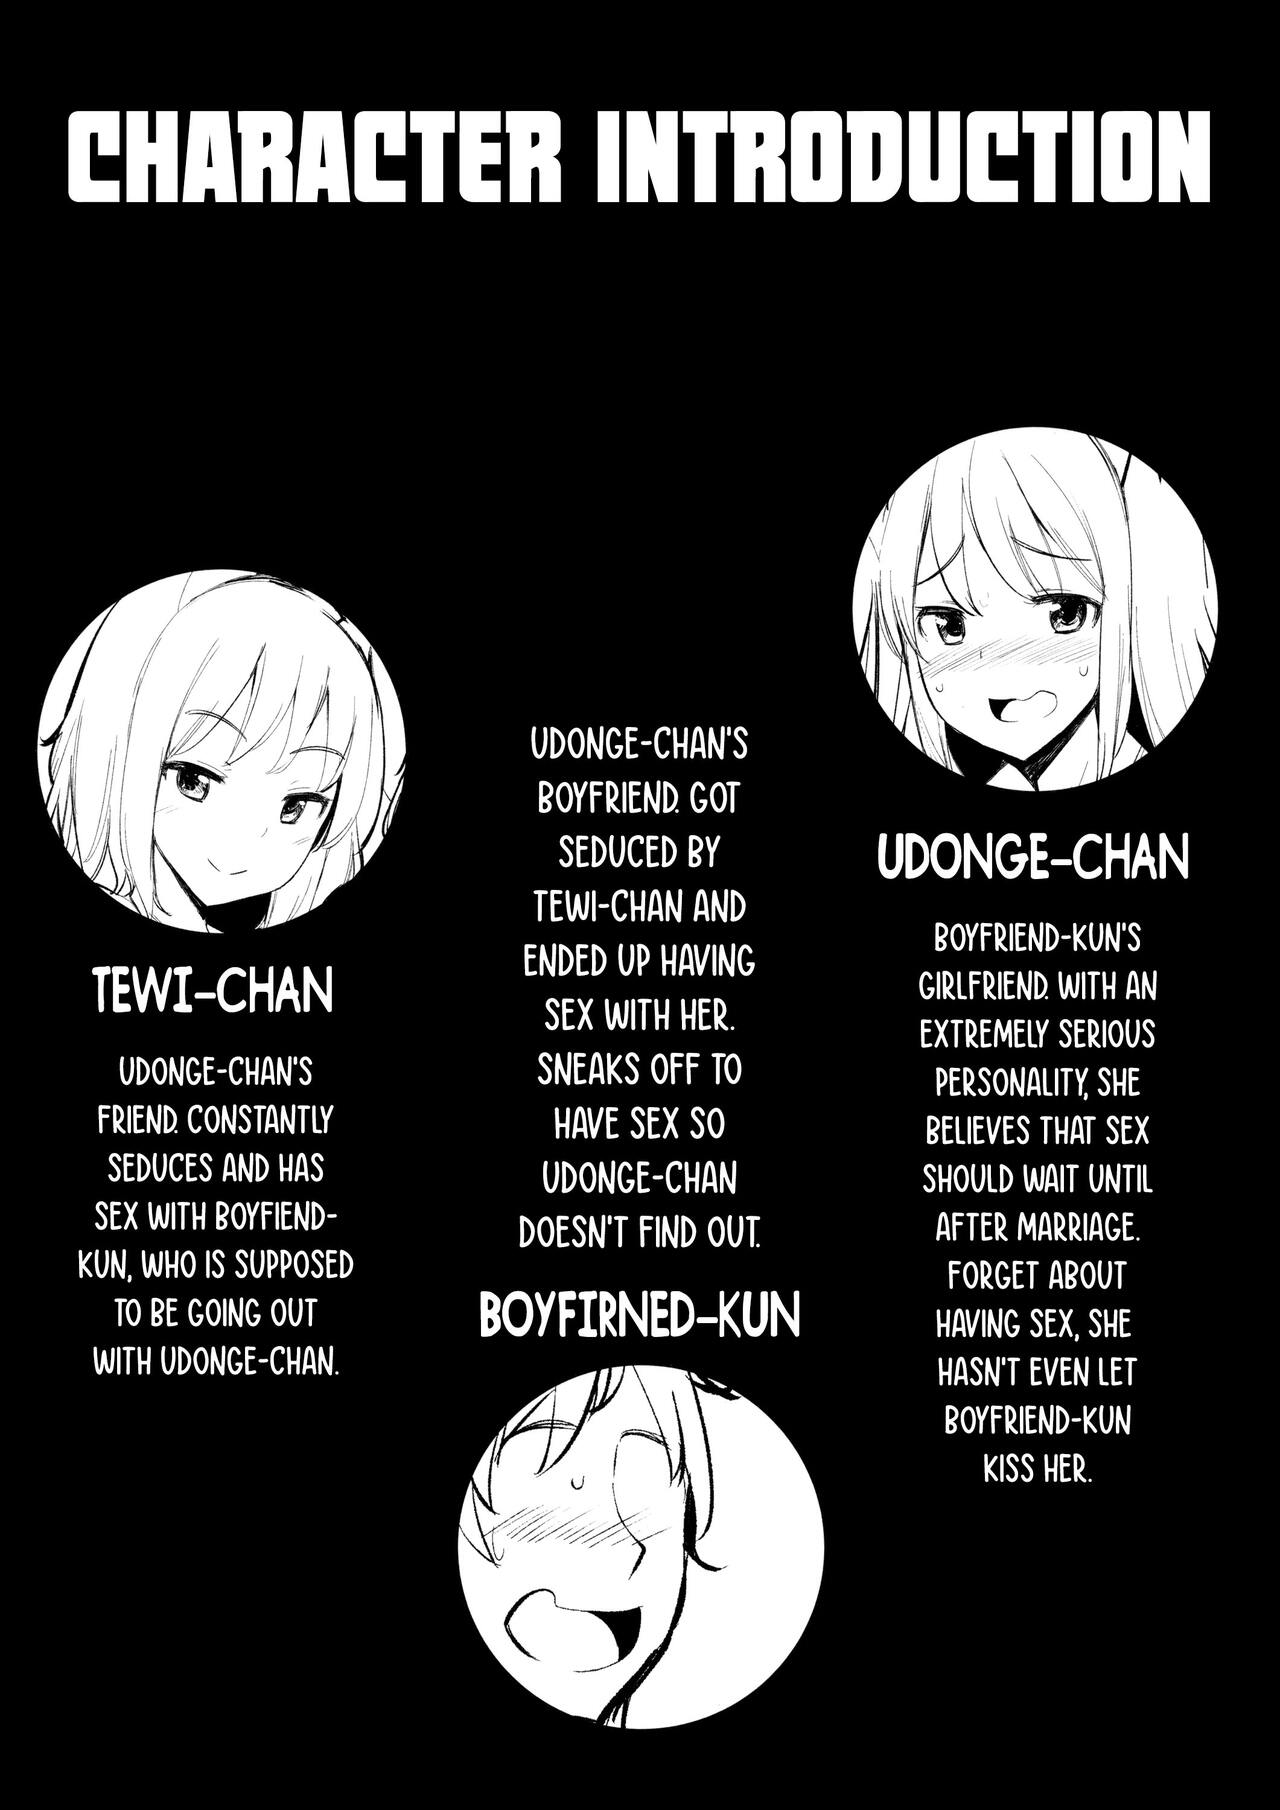 CHARACTER INTRODUCTION
TEWI-CHAN
UDONGE-CHAN'S
FRIEND. CONSTANTLY
SEDUCES AND HAS
SEX WITH BOYFIEND-
KUN, WHO IS SUPPOSED
TO BE GOING OUT
WITH UDONGE-CHAN.
UDONGE-CHAN'S
BOYFRIEND. GOT
SEDUCED BY
TEWI-CHAN AND
ENDED UP HAVING
SEX WITH HER.
SNEAKS OFF TO
HAVE SEX SO
UDONGE-CHAN
DOESN'T FIND OUT.
BOYFIRNED-KUN
UDONGE-CHAN
BOYFRIEND-KUN'S
GIRLFRIEND. WITH AN
EXTREMELY SERIOUS
PERSONALITY, SHE
BELIEVES THAT SEX
SHOULD WAIT UNTIL
AFTER MARRIAGE.
FORGET ABOUT
HAVING SEX, SHE
HASN'T EVEN LET
BOYFRIEND-KUN
KISS HER.